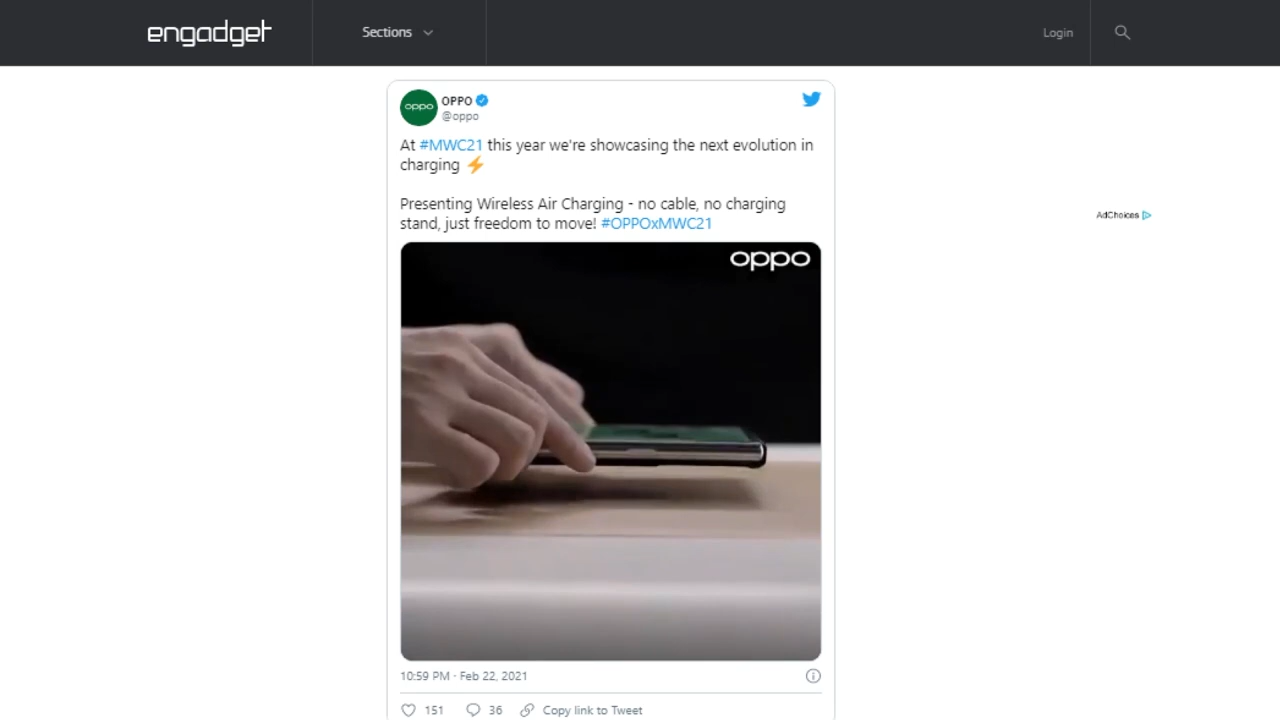 engadget
Sections
Login
OPPO
oppo
@oppo
At #MWC21 this year we're showcasing the next evolution in
charging ⚡
Presenting Wireless Air Charging - no cable, no charging
stand, just freedom to move! #OPPOxMWC21
AdChoices
oppo
10:59 PM · Feb 22, 2021
151
36
Copy link to Tweet